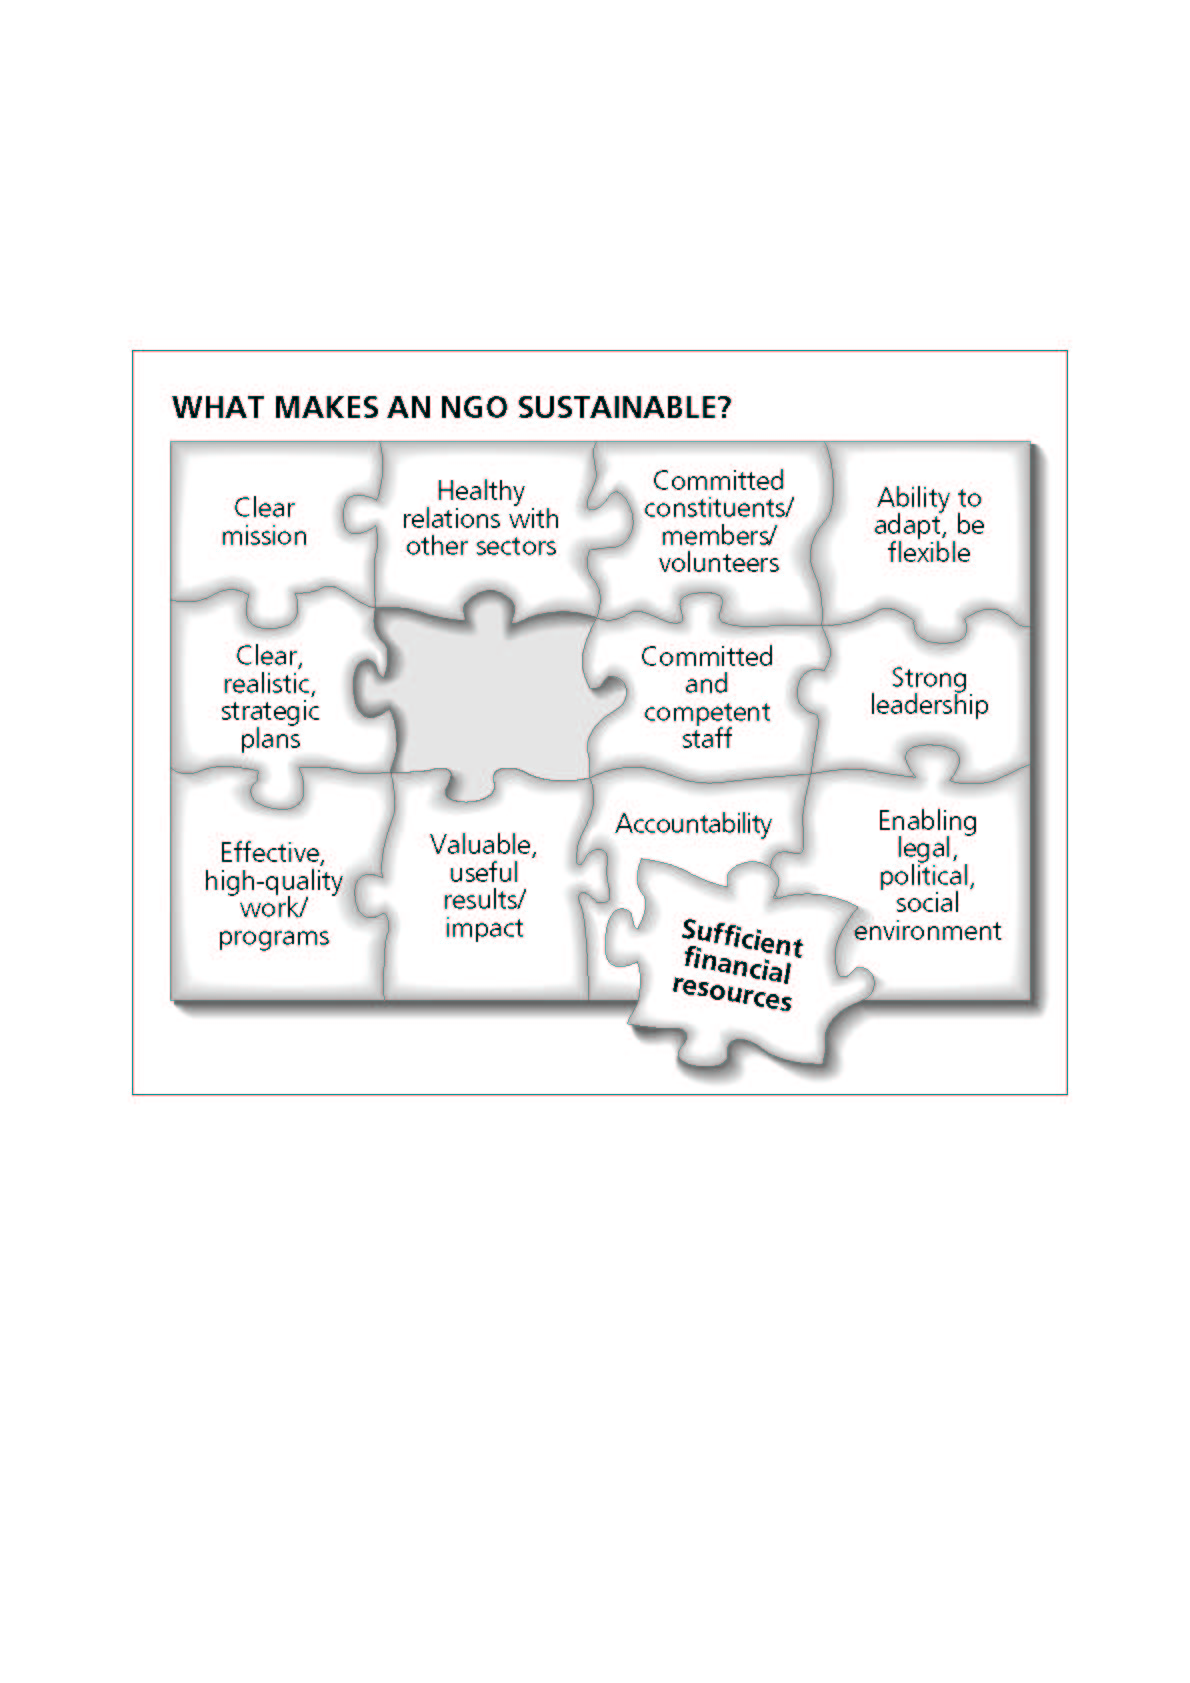 WHAT MAKES AN NGO SUSTAINABLE?
Clear
mission
Healthy
relations with
other sectors
Committed
constituents/
members/
volunteers
Ability to
adapt, be
flexible
Clear,
realistic,
strategic
plans
Committed
and
competent
staff
Strong
leadership
Effective,
high-quality
work/
programs
Valuable,
useful
results/
impact
Accountability
Sufficient
financial
resources
Enabling
legal,
political,
social
environment